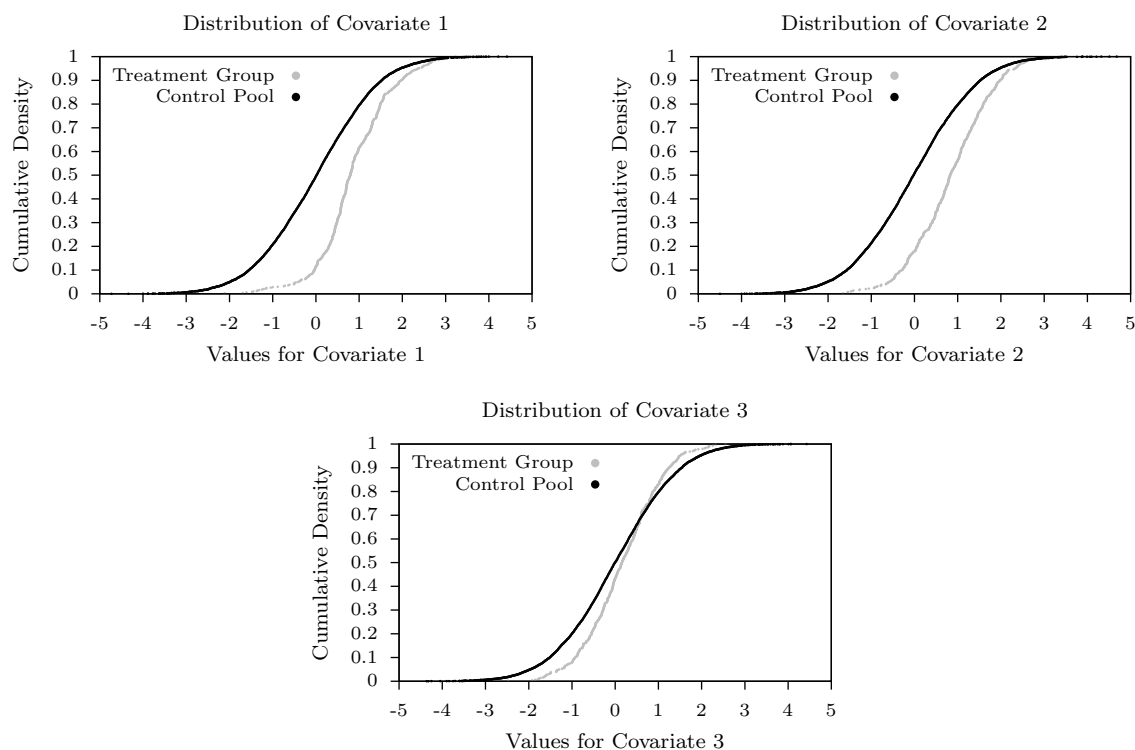 Distribution of Covariate 1
Cumulative Density
1
0.9
0.8
0.7
0.6
0.5
0.4
0.3
0.2
0.1
0
Treatment Group
Control Pool
-5 -4 -3 -2 -1 0 1 2 3 4 5
Values for Covariate 1
Distribution of Covariate 2
Cumulative Density
1
0.9
0.8
0.7
0.6
0.5
0.4
0.3
0.2
0.1
0
Treatment Group
Control Pool
-5 -4 -3 -2 -1 0 1 2 3 4 5
Values for Covariate 2
Distribution of Covariate 3
Cumulative Density
1
0.9
0.8
0.7
0.6
0.5
0.4
0.3
0.2
0.1
0
Treatment Group
Control Pool
-5 -4 -3 -2 -1 0 1 2 3 4 5
Values for Covariate 3